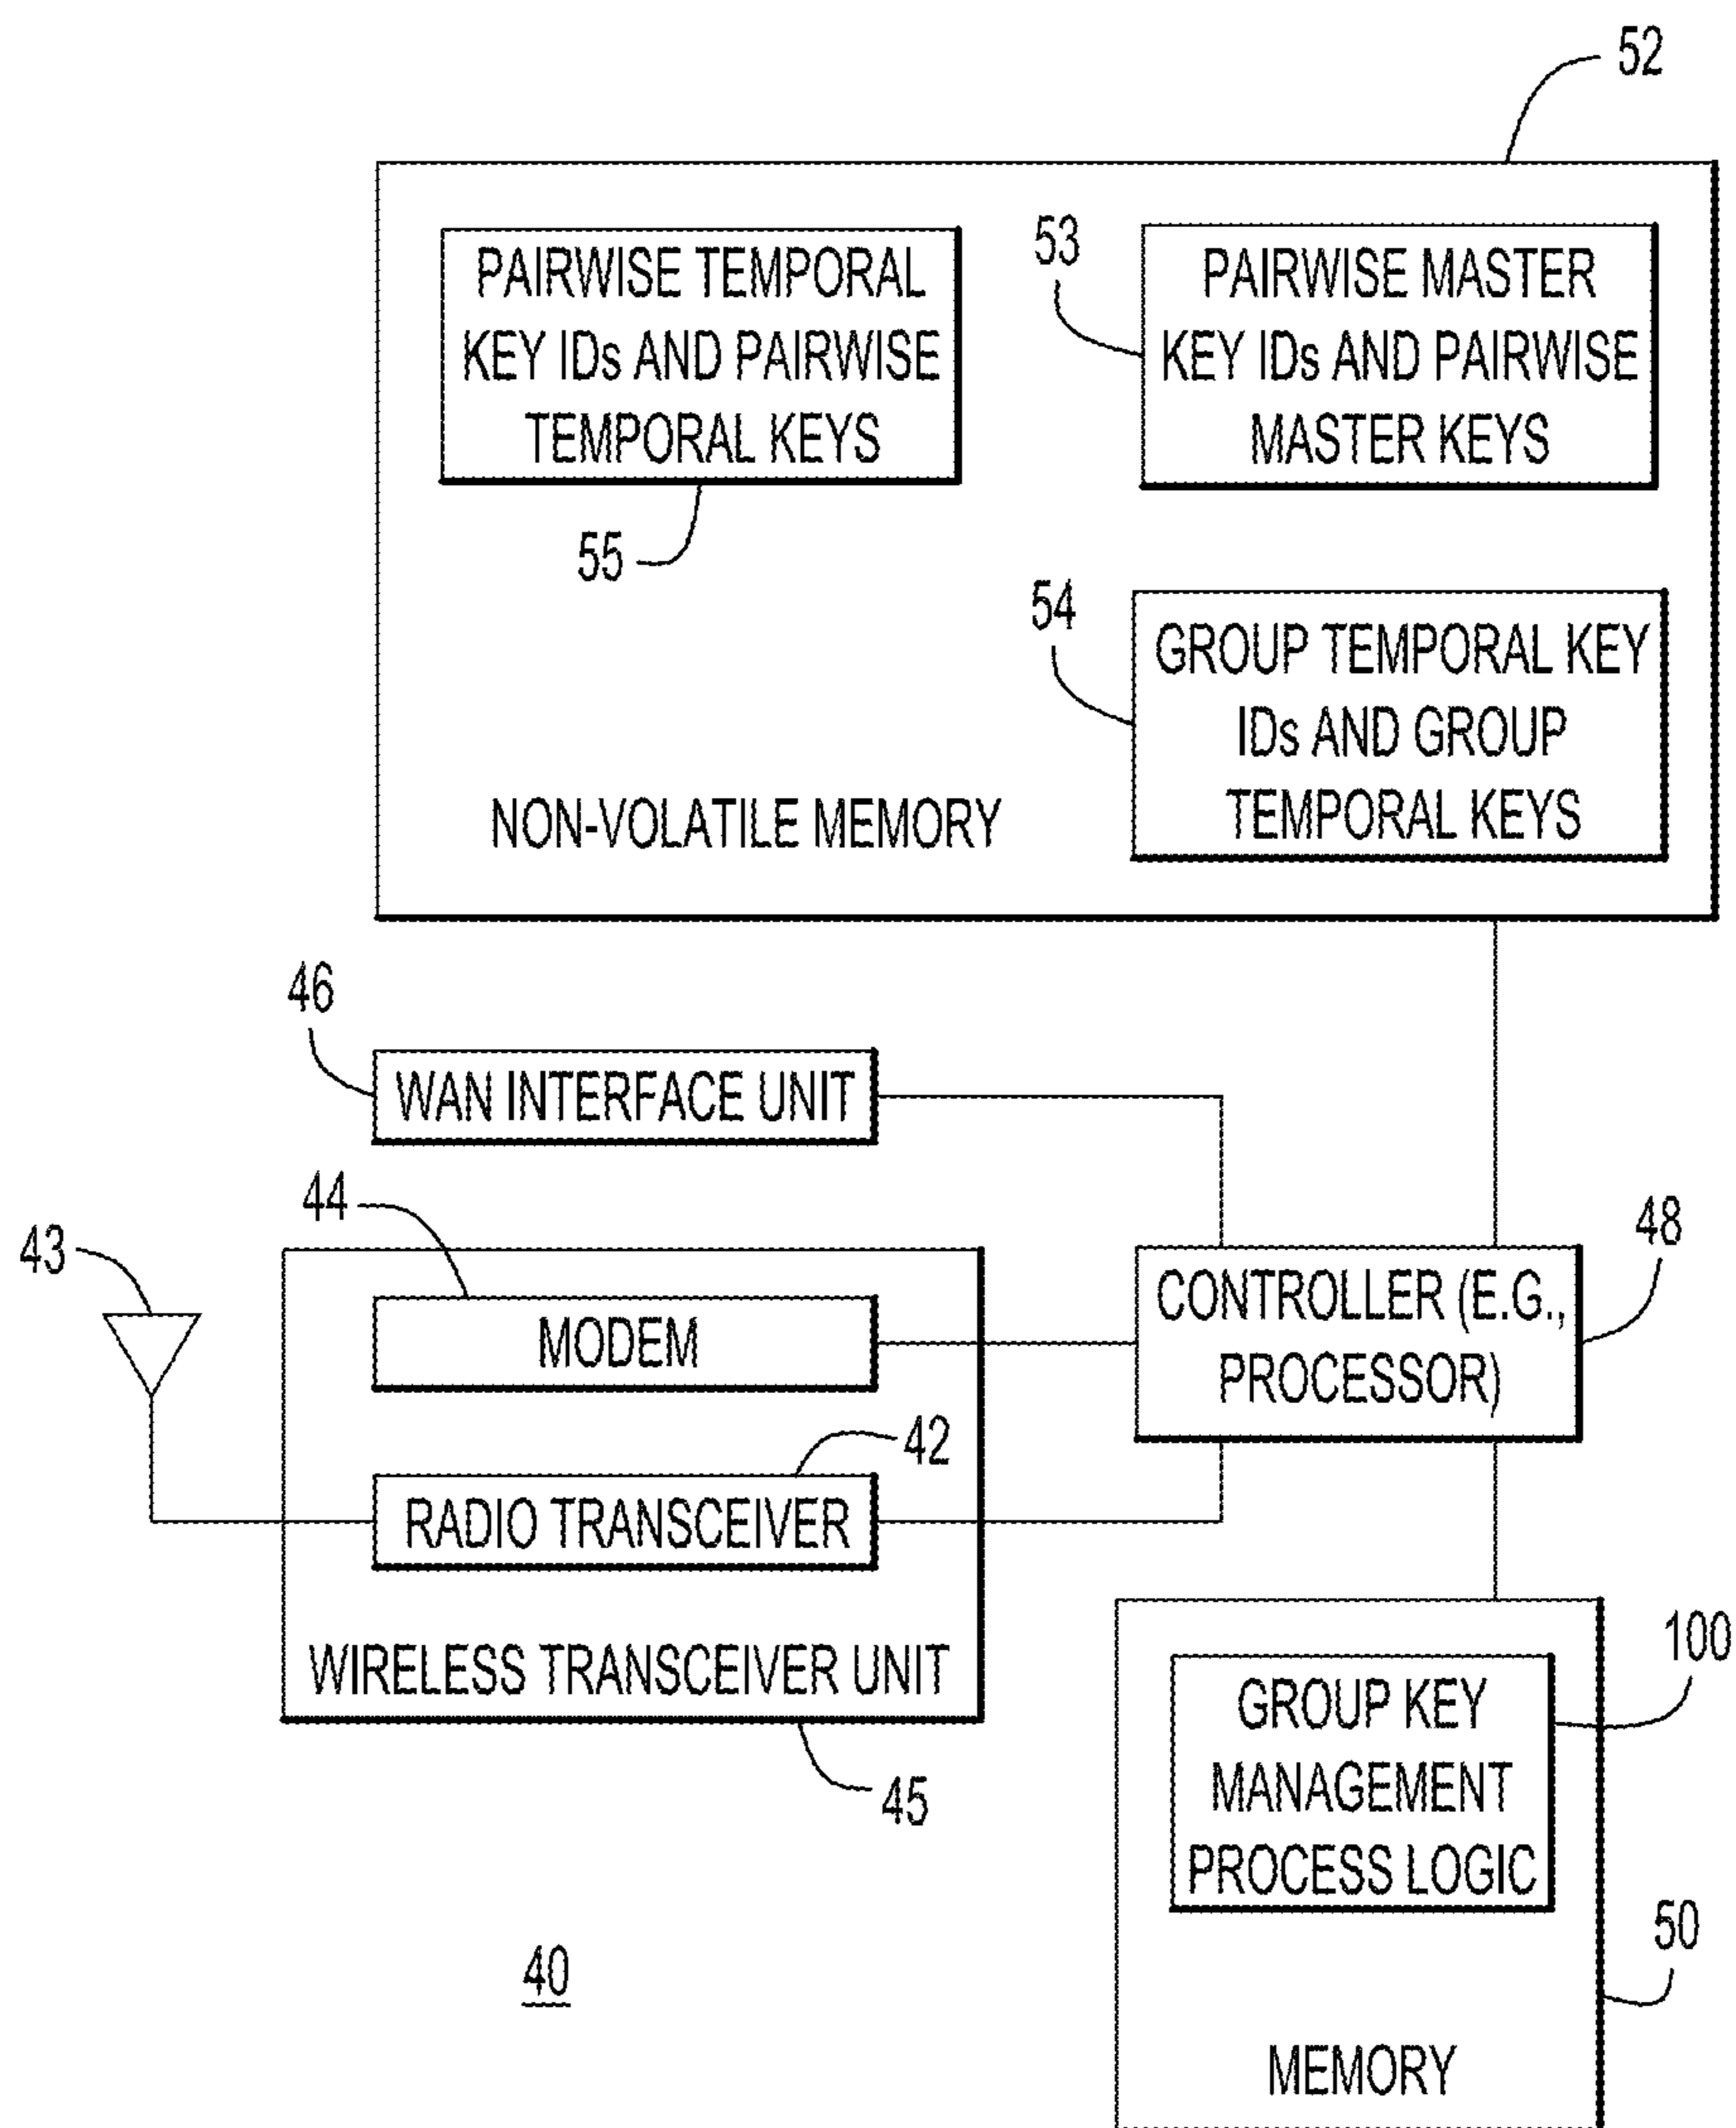 52
PAIRWISE TEMPORAL
KEY IDs AND PAIRWISE
TEMPORAL KEYS
55
53
PAIRWISE MASTER
KEY IDs AND PAIRWISE
MASTER KEYS
54
GROUP TEMPORAL KEY
IDs AND GROUP
TEMPORAL KEYS
NON-VOLATILE MEMORY
46
WAN INTERFACE UNIT
44
43
MODEM
42
RADIO TRANSCEIVER
WIRELESS TRANSCEIVER UNIT
45
48
CONTROLLER (E.G.,
PROCESSOR)
100
GROUP KEY
MANAGEMENT
PROCESS LOGIC
50
MEMORY
40